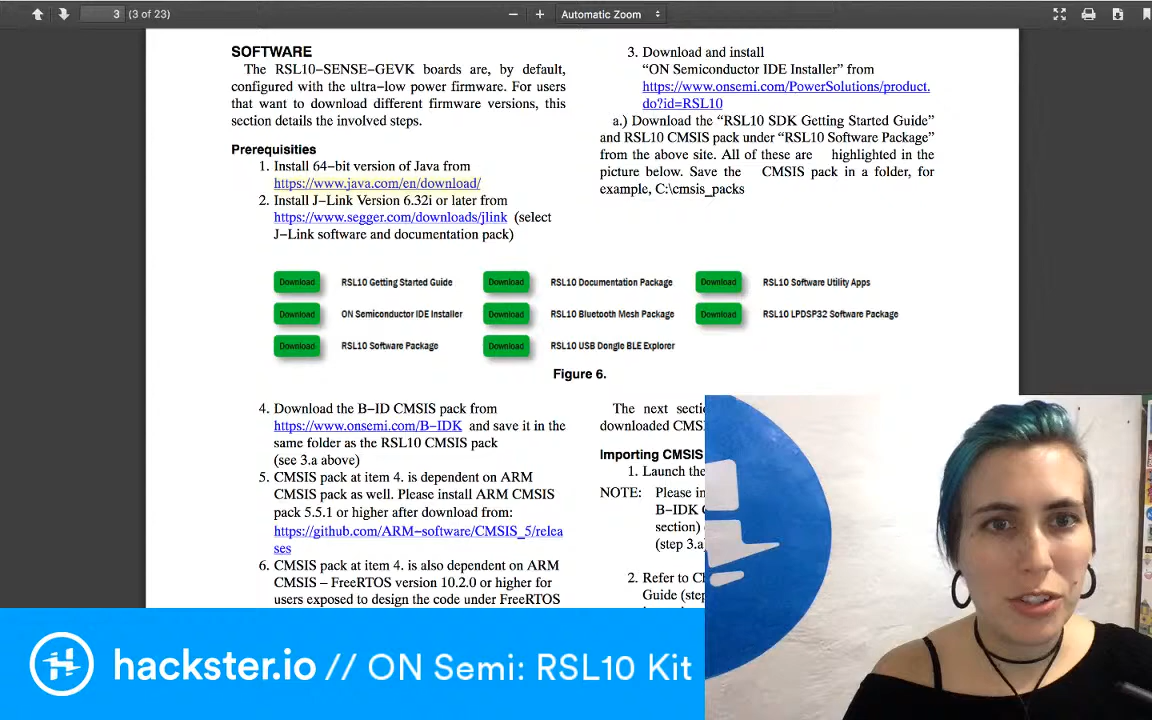 3 (3 of 23)
Automatic Zoom
SOFTWARE
The RSL10−SENSE−GEVK boards are, by default,
configured with the ultra−low power firmware. For users
that want to download different firmware versions, this
section details the involved steps.
Prerequisities
1. Install 64−bit version of Java from
https://www.java.com/en/download/
2. Install J−Link Version 6.32i or later from
https://www.segger.com/downloads/jlink (select
J−Link software and documentation pack)
3. Download and install
“ON Semiconductor IDE Installer” from
https://www.onsemi.com/PowerSolutions/product.
do?id=RSL10
a.) Download the “RSL10 SDK Getting Started Guide”
and RSL10 CMSIS pack under “RSL10 Software Package”
from the above site. All of these are highlighted in the
picture below. Save the CMSIS pack in a folder, for
example, C:\cmsis_packs
Download RSL10 Getting Started Guide Download RSL10 Documentation Package Download RSL10 Software Utility Apps
Download ON Semiconductor IDE Installer Download RSL10 Bluetooth Mesh Package Download RSL10 LPDSP32 Software Package
Download RSL10 Software Package Download RSL10 USB Dongle BLE Explorer
Figure 6.
4. Download the B−ID CMSIS pack from
https://www.onsemi.com/B−IDK and save it in the
same folder as the RSL10 CMSIS pack
(see 3.a above)
5. CMSIS pack at item 4. is dependent on ARM
CMSIS pack as well. Please install ARM CMSIS
pack 5.5.1 or higher after download from:
https://github.com/ARM−software/CMSIS_5/relea
ses
6. CMSIS pack at item 4. is also dependent on ARM
CMSIS – FreeRTOS version 10.2.0 or higher for
users exposed to design the code under FreeRTOS
The next secti
downloaded CMS
Importing CMSIS
1. Launch the
NOTE: Please in
B−IDK
section)
(step 3.a
2. Refer to C
Guide (step
hackster.io // ON Semi: RSL10 Kit